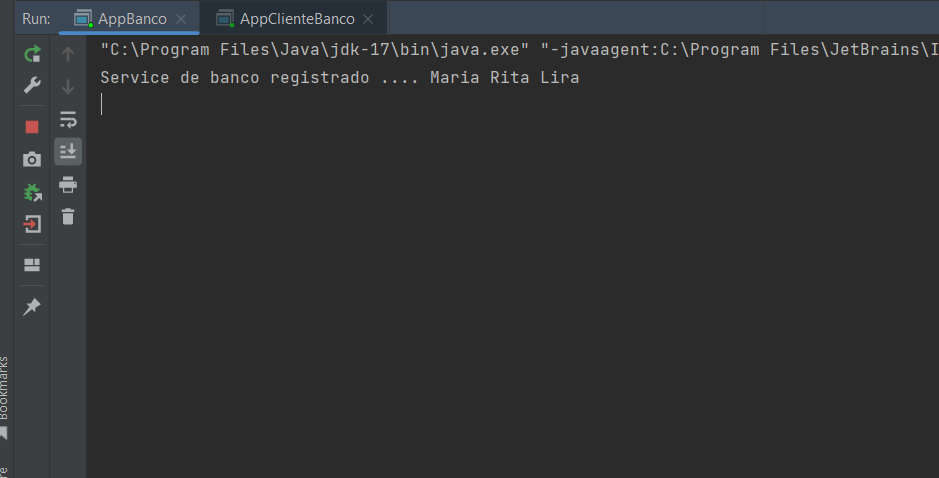 Run: AppBanco AppClienteBanco
"C:\Program Files\Java\jdk-17\bin\java.exe" "-javaagent:C:\Program Files\JetBrains\I
Service de banco registrado .... Maria Rita Lira
Bookmarks